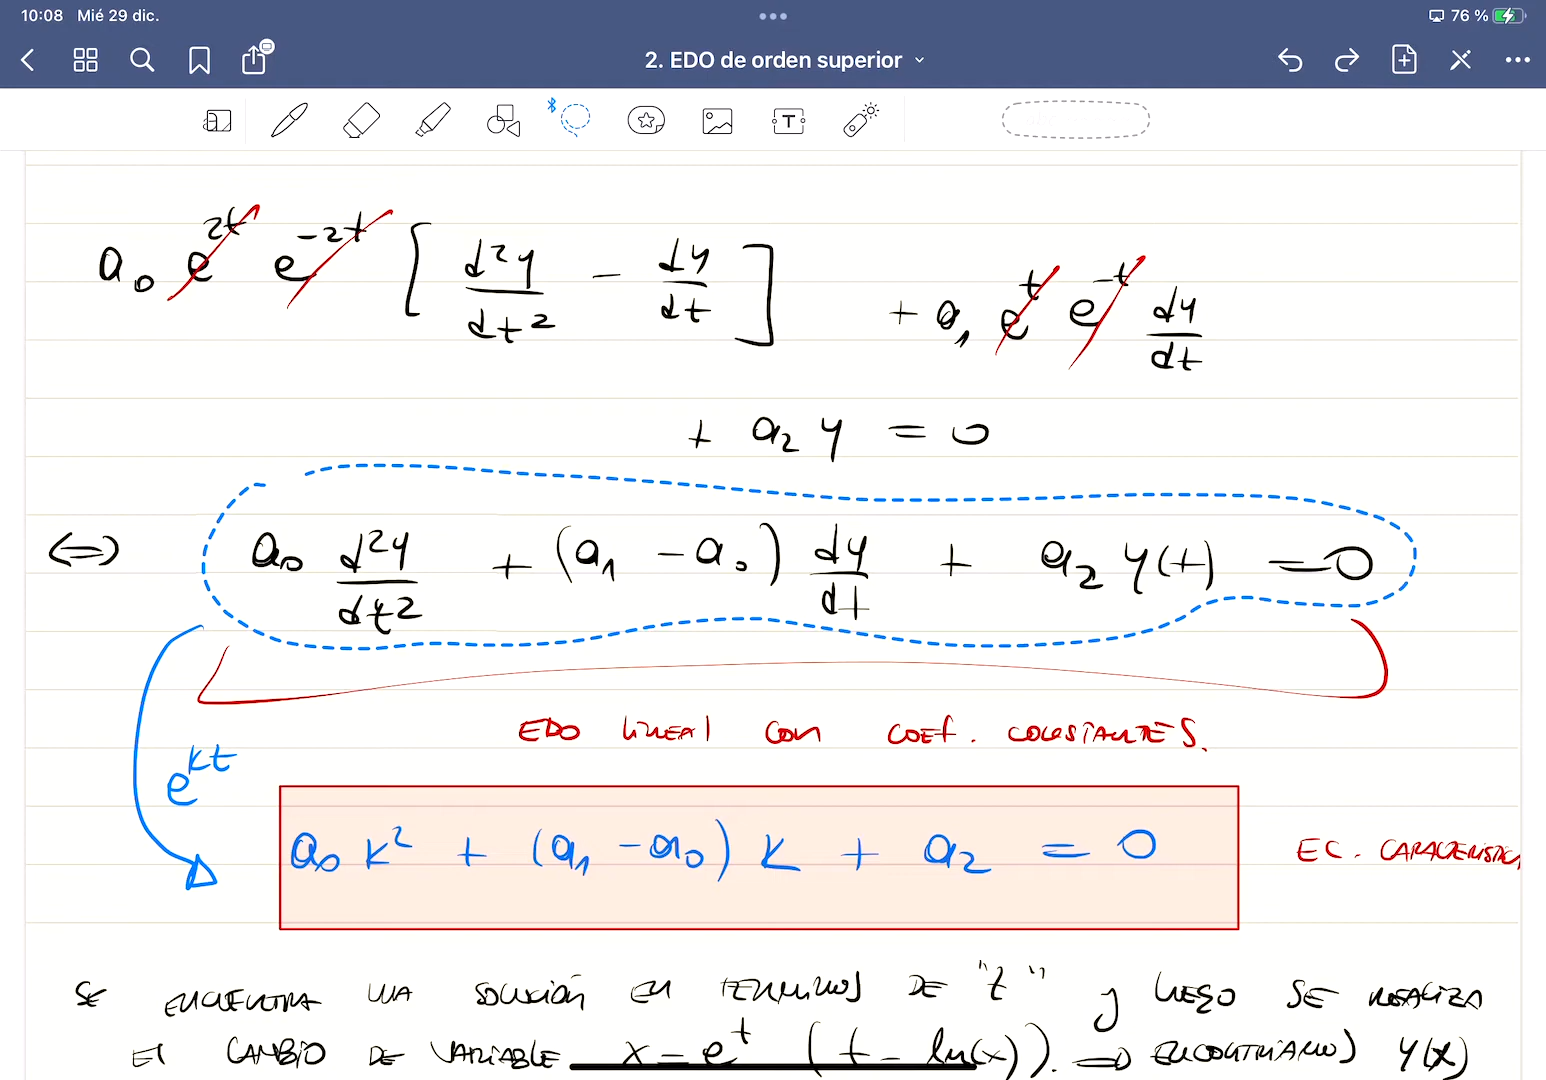 10:08 Mié 29 dic. 76 %
2. EDO de orden superior
a₀ e^{2t} e^{-2t} [ d²y/dt² - dy/dt ] + a₁ e^t e^{-t} dy/dt
+ a₂ y = 0
⟺ a₀ d²y/dt² + (a₁ - a₀) dy/dt + a₂ y(t) = 0
EDO LINEAL CON COEF. CONSTANTES.
e^{kt}
a₀ k² + (a₁ - a₀) k + a₂ = 0 EC. CARACTERISTICA
SE ENCUENTRA UNA SOLUCIÓN EN TERMINOS DE "t" y LUEGO SE REALIZA
EL CAMBIO DE VARIABLE x = e^t (t = ln(x)). ⟹ ENCONTRAMOS y(x)